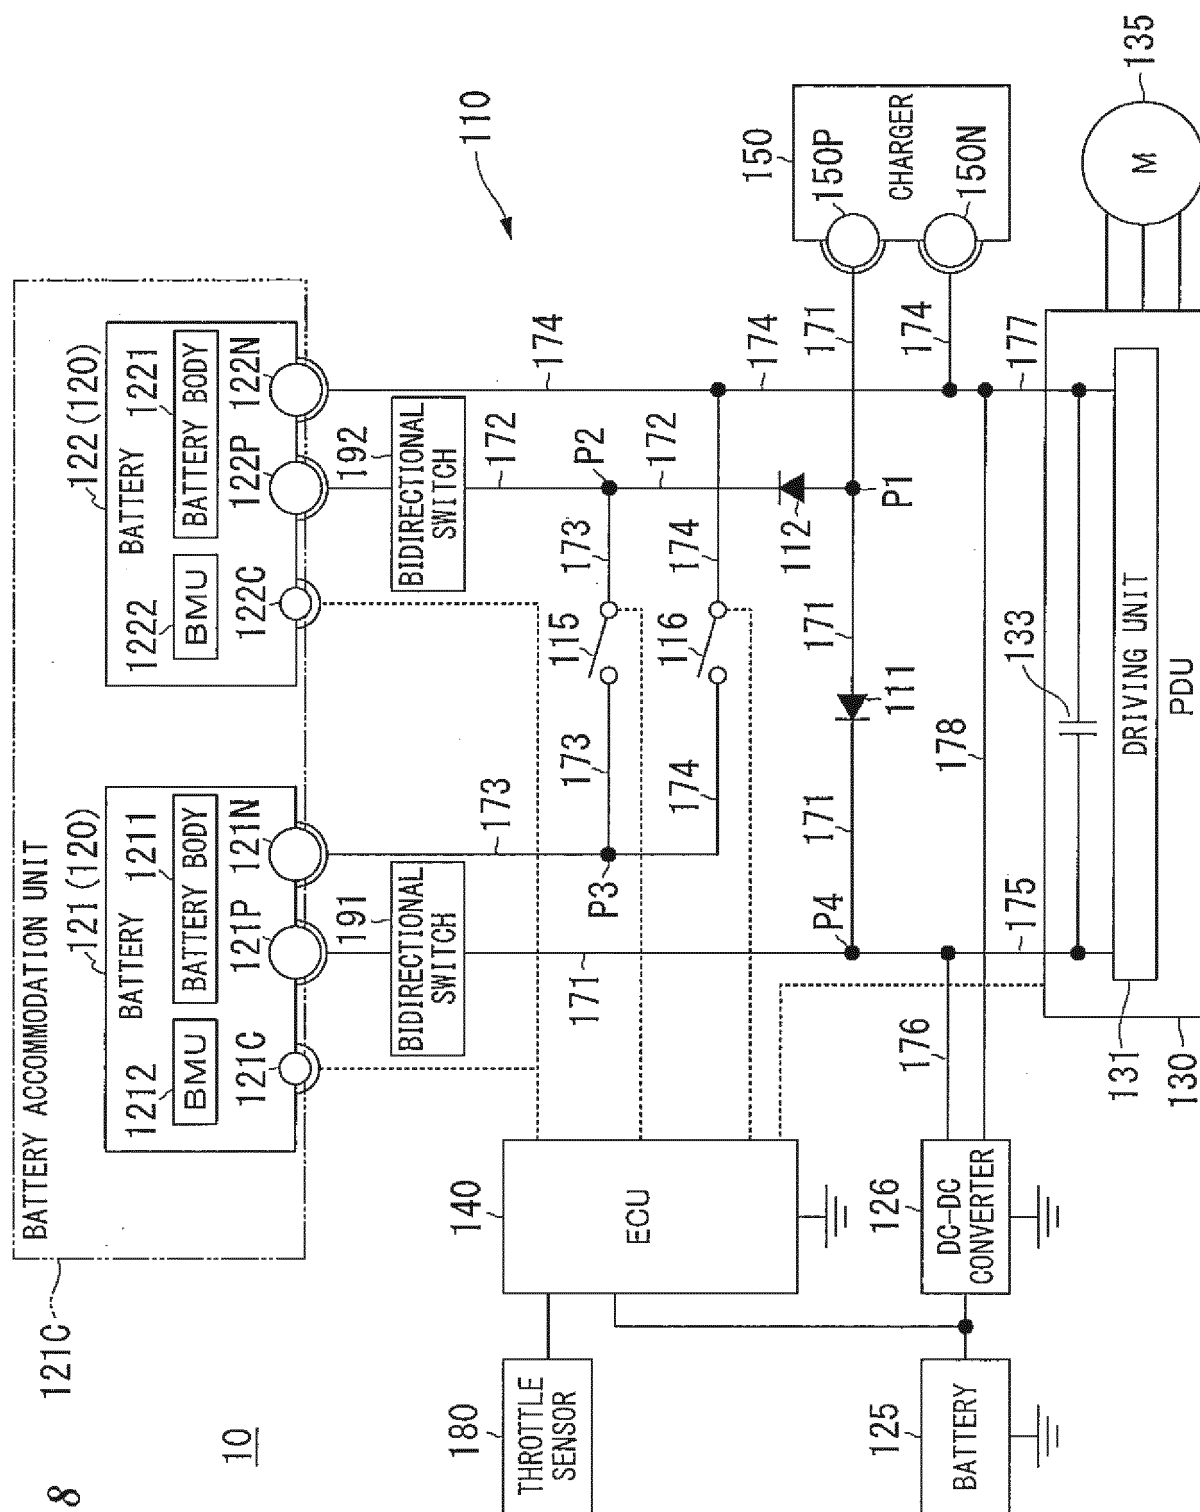 8
121C
BATTERY ACCOMMODATION UNIT
10
121(120)
122(120)
1212
BATTERY
1211
1222
BATTERY
1221
BMU
BATTERY BODY
BMU
BATTERY BODY
121C
121P
121N
122C
122P
122N
191
192
BIDIRECTIONAL
SWITCH
BIDIRECTIONAL
SWITCH
110
180
140
173
172
174
THROTTLE
SENSOR
ECU
171
P3
173
115
173
P2
174
116
174
172
174
150
112
P4
171
111
171
P1
171
150P
CHARGER
125
126
176
178
174
150N
BATTERY
DC-DC
CONVERTER
175
133
177
131
DRIVING UNIT
135
M
130
PDU